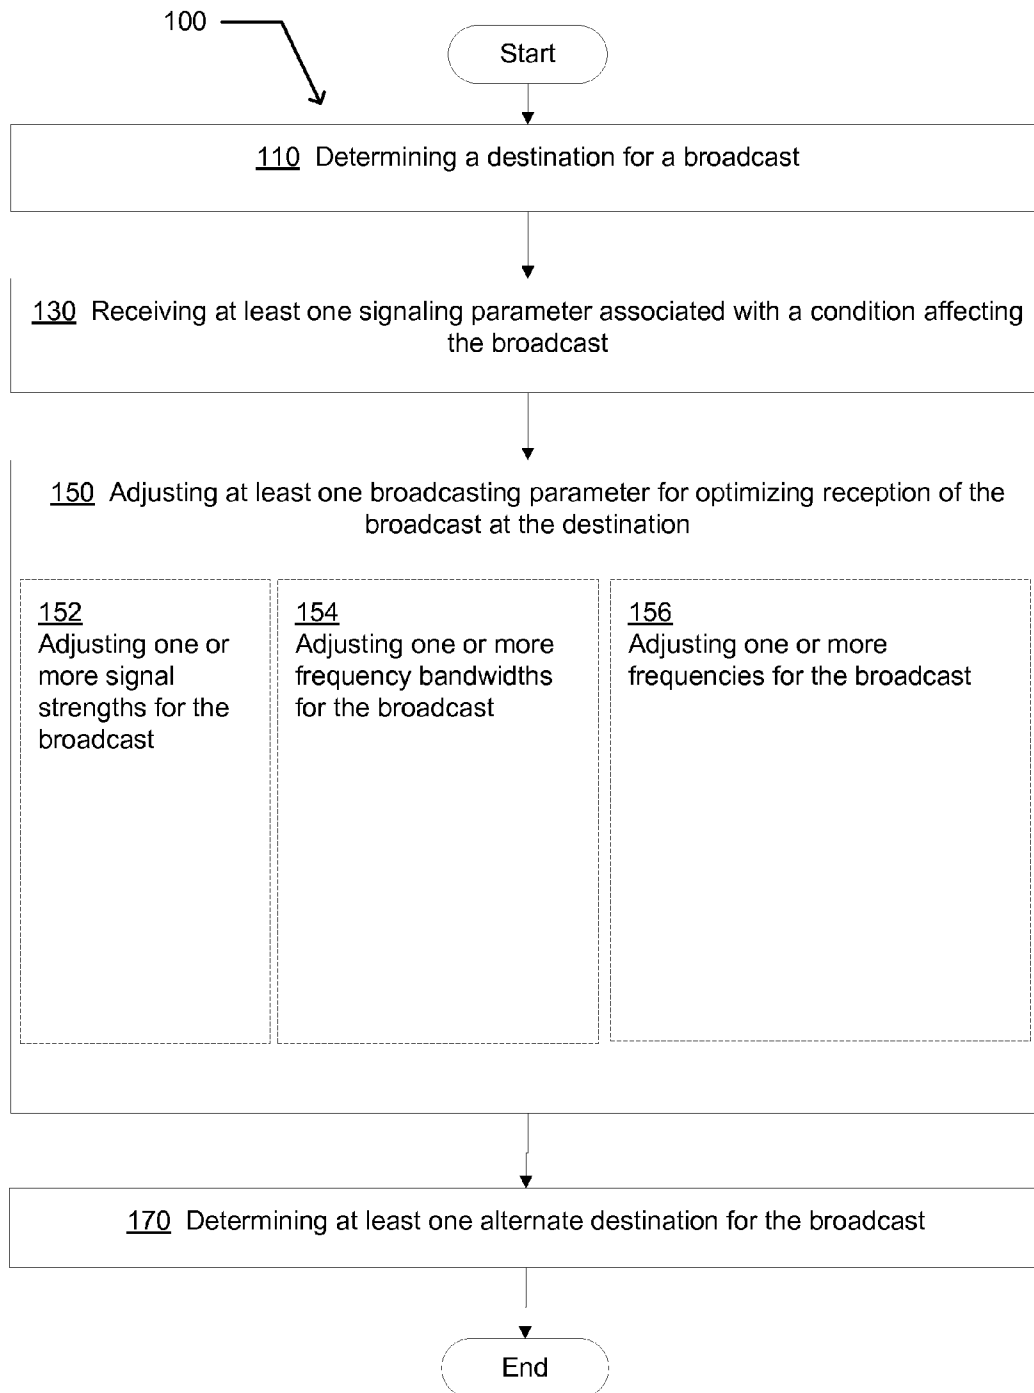 100
Start
110 Determining a destination for a broadcast
130 Receiving at least one signaling parameter associated with a condition affecting
the broadcast
150 Adjusting at least one broadcasting parameter for optimizing reception of the
broadcast at the destination
152
Adjusting one or
more signal
strengths for the
broadcast
154
Adjusting one or more
frequency bandwidths
for the broadcast
156
Adjusting one or more
frequencies for the broadcast
170 Determining at least one alternate destination for the broadcast
End